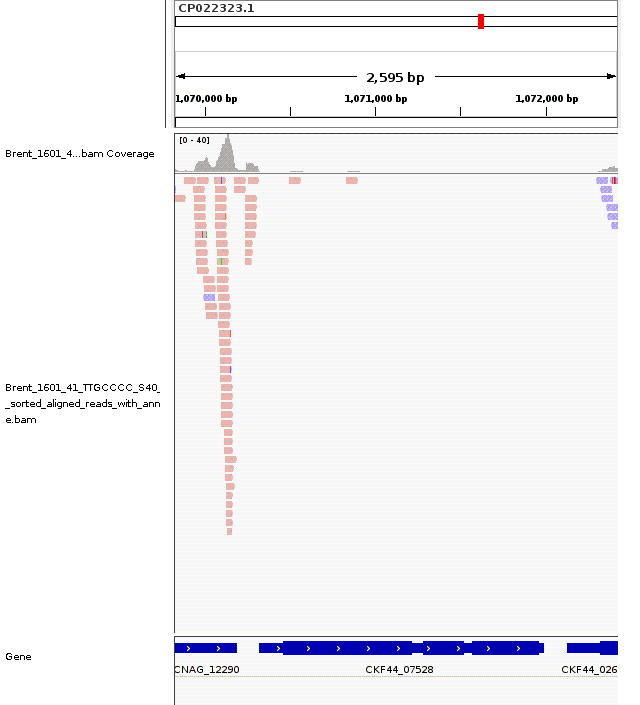 CP022323.1
2,595 bp
1,070,000 bp 1,071,000 bp 1,072,000 bp
[0 - 40]
Brent_1601_4...bam Coverage
Brent_1601_41_TTGCCCC_S40_
_sorted_aligned_reads_with_ann
e.bam
Gene
CNAG_12290 CKF44_07528 CKF44_026